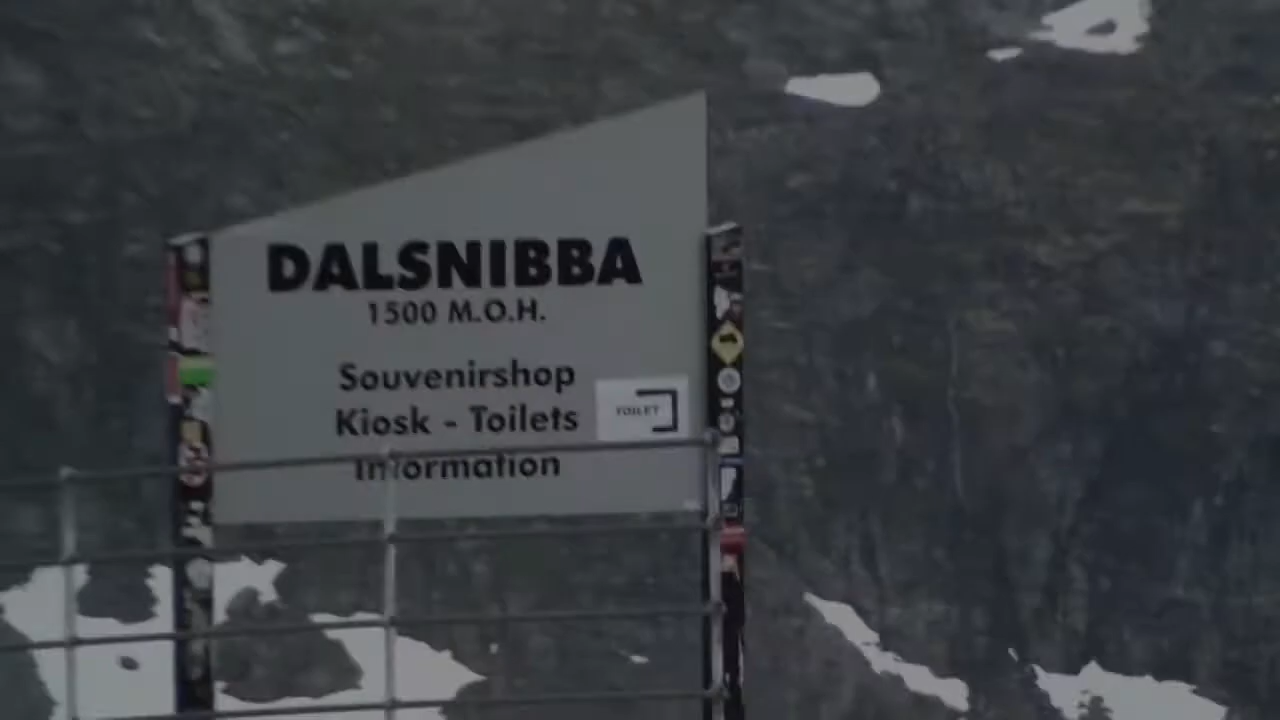 DALSNIBBA
1500 M.O.H.
Souvenirshop
Kiosk - Toilets
TOILET
Information